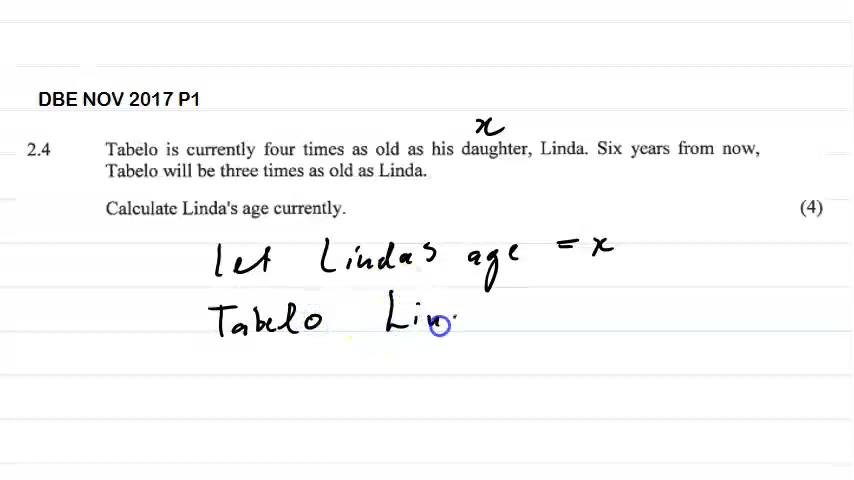 DBE NOV 2017 P1
x
2.4 Tabelo is currently four times as old as his daughter, Linda. Six years from now,
Tabelo will be three times as old as Linda.
Calculate Linda's age currently. (4)
Let Lindas age = x
Tabelo Lin